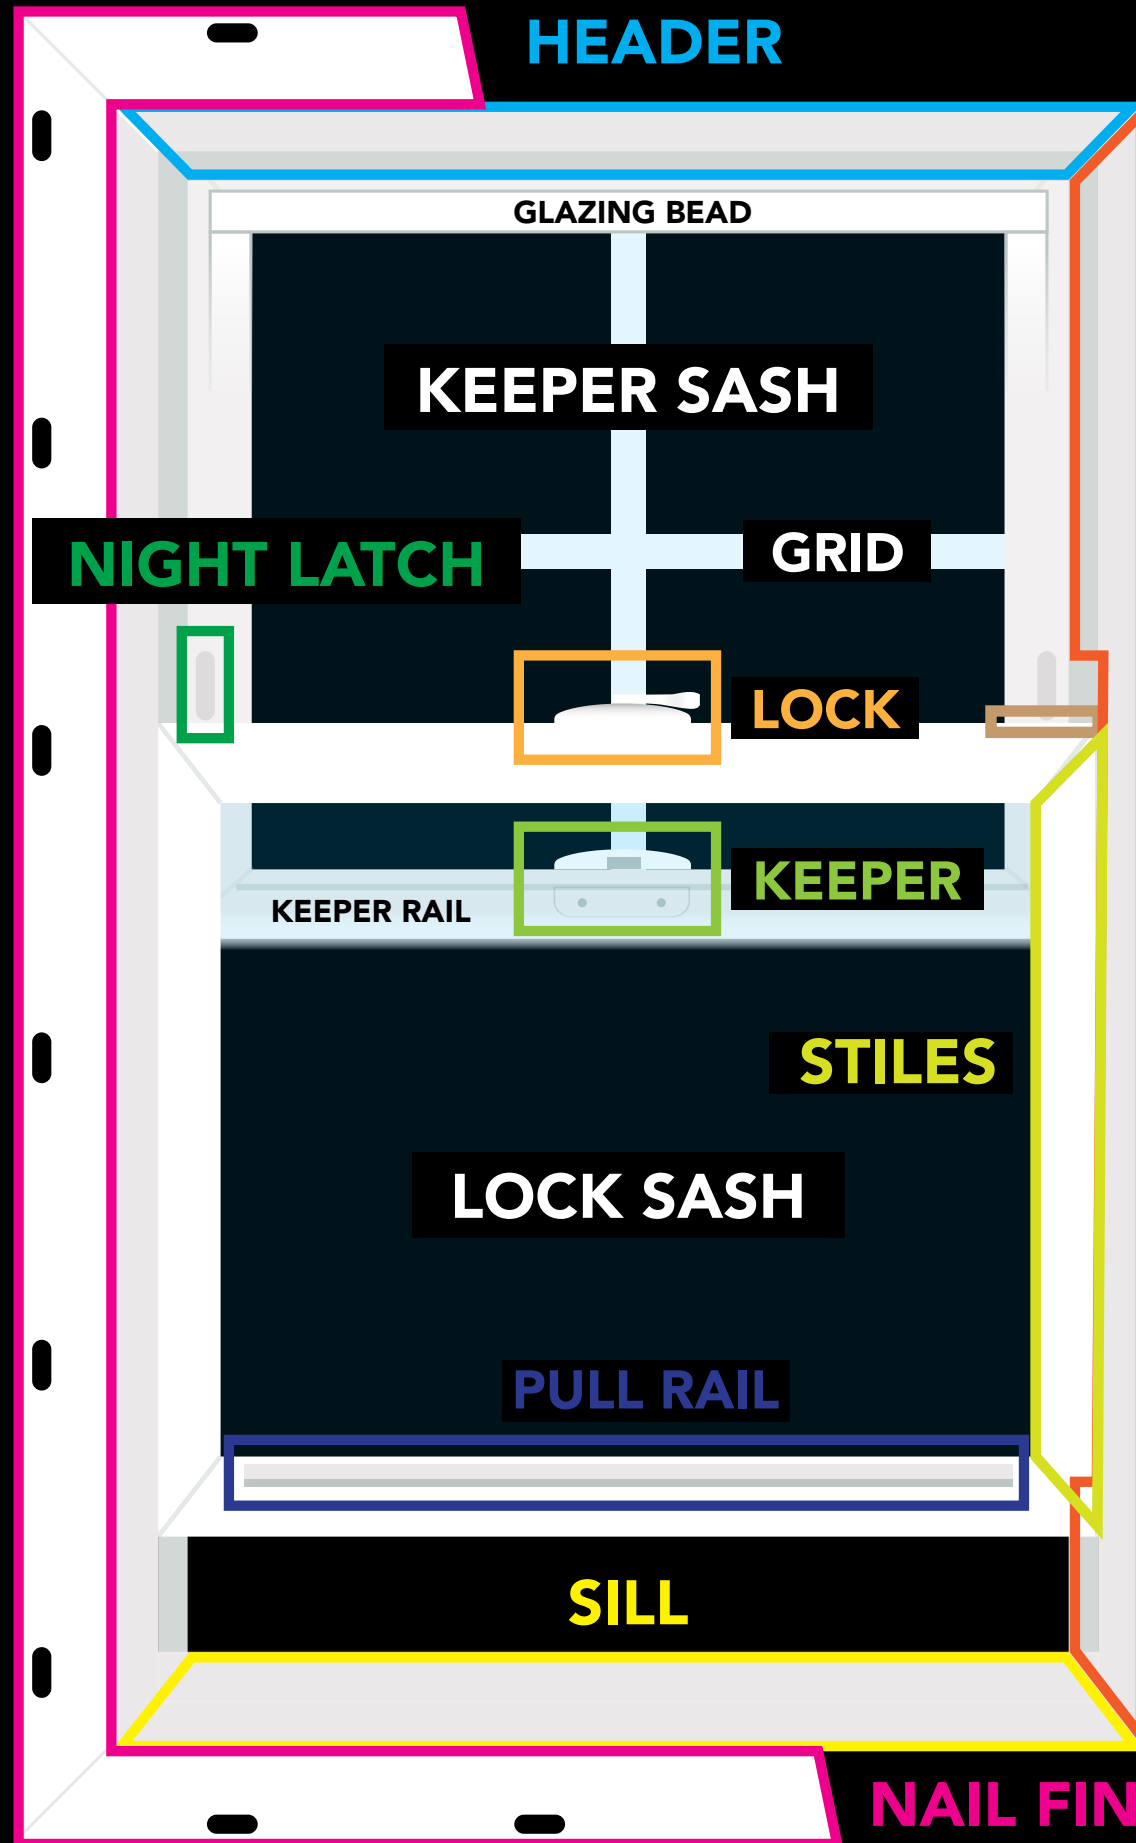 HEADER
GLAZING BEAD
KEEPER SASH
NIGHT LATCH
GRID
LOCK
KEEPER
KEEPER RAIL
STILES
LOCK SASH
PULL RAIL
SILL
NAIL FIN